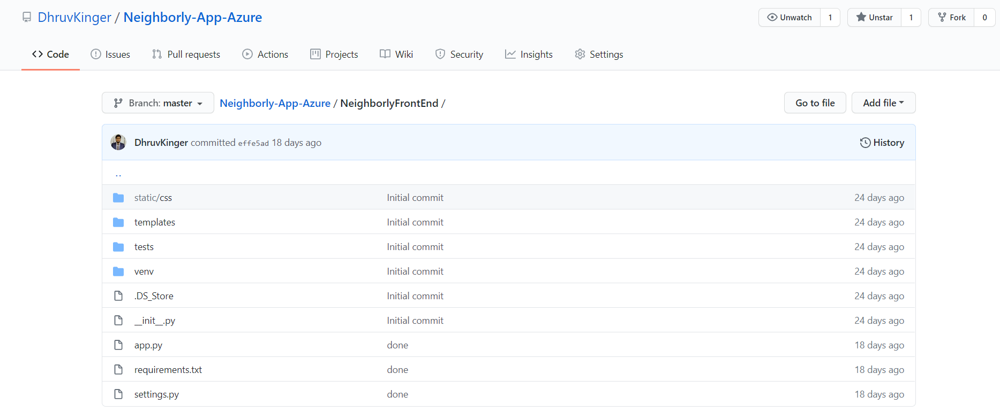 DhruvKinger / Neighborly-App-Azure Unwatch 1 Unstar 1 Fork 0
Code Issues Pull requests Actions Projects Wiki Security Insights Settings
Branch: master Neighborly-App-Azure / NeighborlyFrontEnd / Go to file Add file
DhruvKinger committed effe5ad 18 days ago History
..
static/css Initial commit 24 days ago
templates Initial commit 24 days ago
tests Initial commit 24 days ago
venv Initial commit 24 days ago
.DS_Store Initial commit 24 days ago
__init__.py Initial commit 24 days ago
app.py done 18 days ago
requirements.txt done 18 days ago
settings.py done 18 days ago